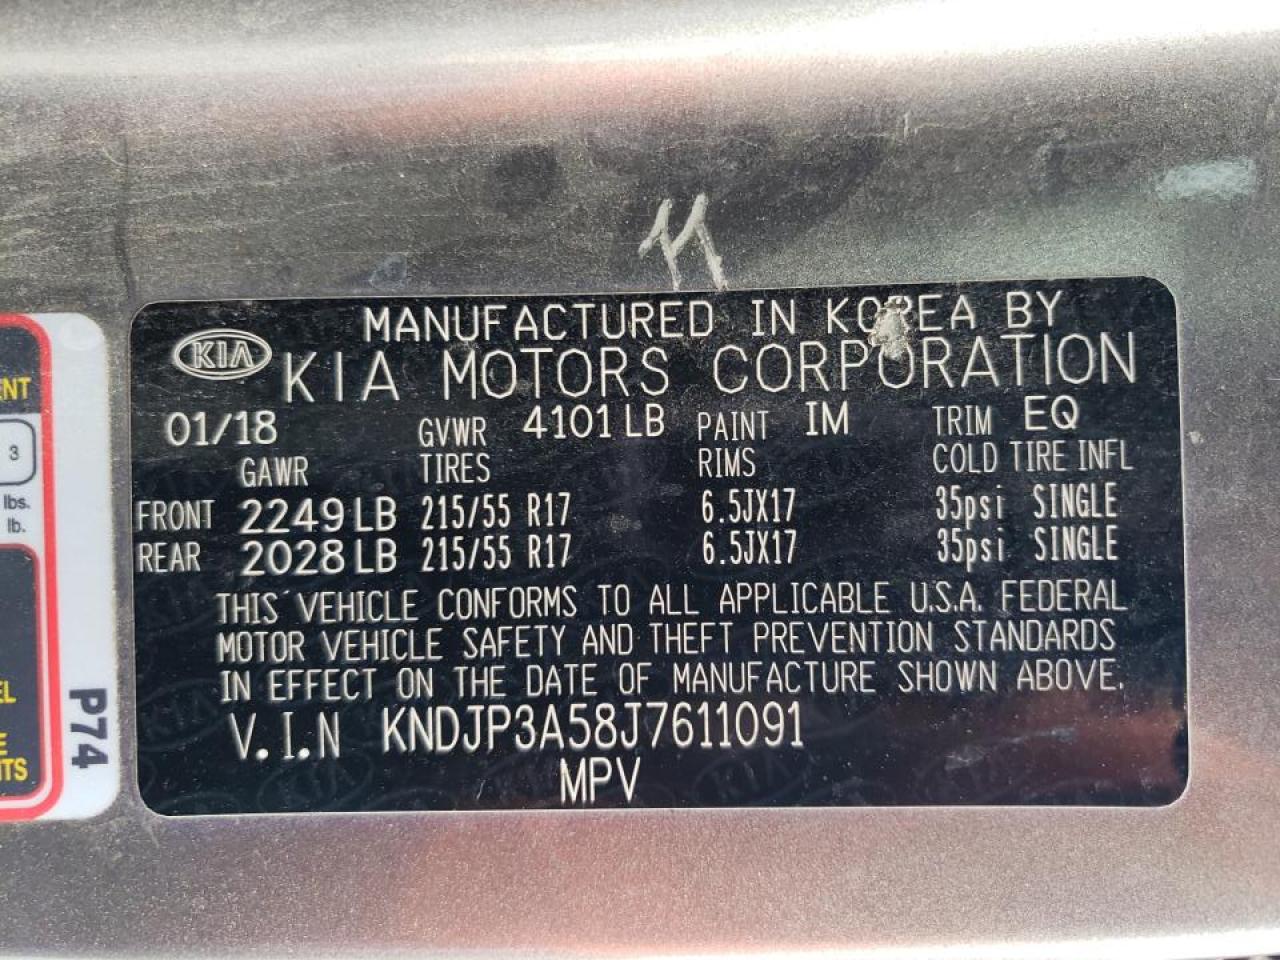 MANUFACTURED IN KOREA BY
KIA KIA MOTORS CORPORATION
01/18 GVWR 4101 LB PAINT IM TRIM EQ
GAWR TIRES RIMS COLD TIRE INFL
FRONT 2249 LB 215/55 R17 6.5JX17 35psi SINGLE
REAR 2028 LB 215/55 R17 6.5JX17 35psi SINGLE
THIS VEHICLE CONFORMS TO ALL APPLICABLE U.S.A. FEDERAL
MOTOR VEHICLE SAFETY AND THEFT PREVENTION STANDARDS
IN EFFECT ON THE DATE OF MANUFACTURE SHOWN ABOVE.
V.I.N KNDJP3A58J7611091
MPV
3
lbs.
lb.
P74